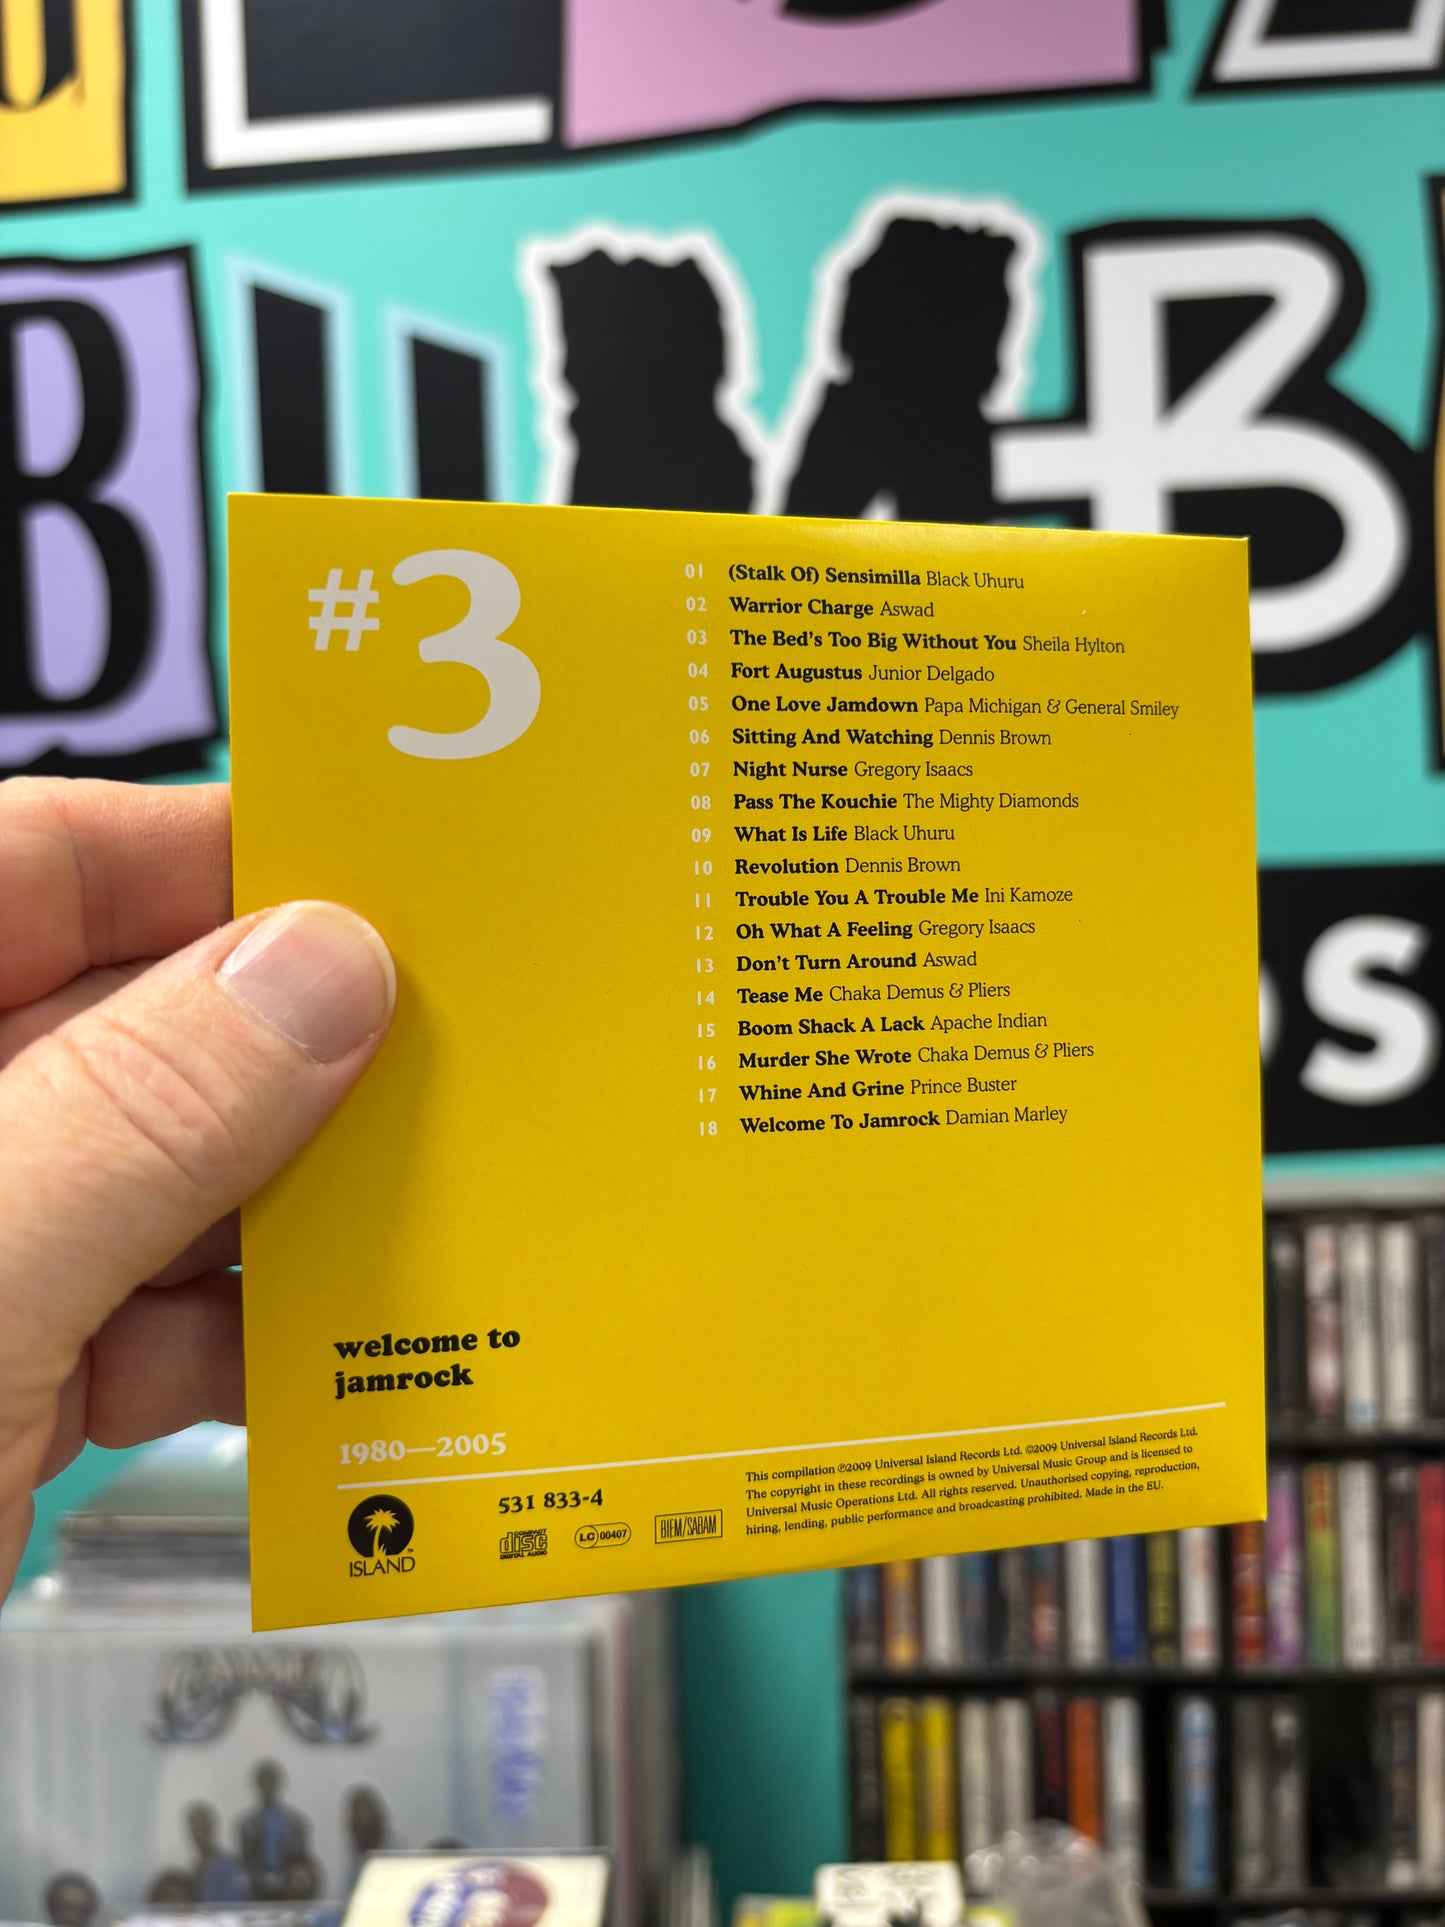 #3
01 (Stalk Of) Sensimilla Black Uhuru
02 Warrior Charge Aswad
03 The Bed's Too Big Without You Sheila Hylton
04 Fort Augustus Junior Delgado
05 One Love Jamdown Papa Michigan & General Smiley
06 Sitting And Watching Dennis Brown
07 Night Nurse Gregory Isaacs
08 Pass The Kouchie The Mighty Diamonds
09 What Is Life Black Uhuru
10 Revolution Dennis Brown
11 Trouble You A Trouble Me Ini Kamoze
12 Oh What A Feeling Gregory Isaacs
13 Don't Turn Around Aswad
14 Tease Me Chaka Demus & Pliers
15 Boom Shack A Lack Apache Indian
16 Murder She Wrote Chaka Demus & Pliers
17 Whine And Grine Prince Buster
18 Welcome To Jamrock Damian Marley
welcome to
jamrock
1980—2005
ISLAND™
531 833-4
COMPACT
disc
DIGITAL AUDIO
LC 00407
BIEM/SABAM
This compilation ℗2009 Universal Island Records Ltd. ©2009 Universal Island Records Ltd.
The copyright in these recordings is owned by Universal Music Group and is licensed to
Universal Music Operations Ltd. All rights reserved. Unauthorised copying, reproduction,
hiring, lending, public performance and broadcasting prohibited. Made in the EU.